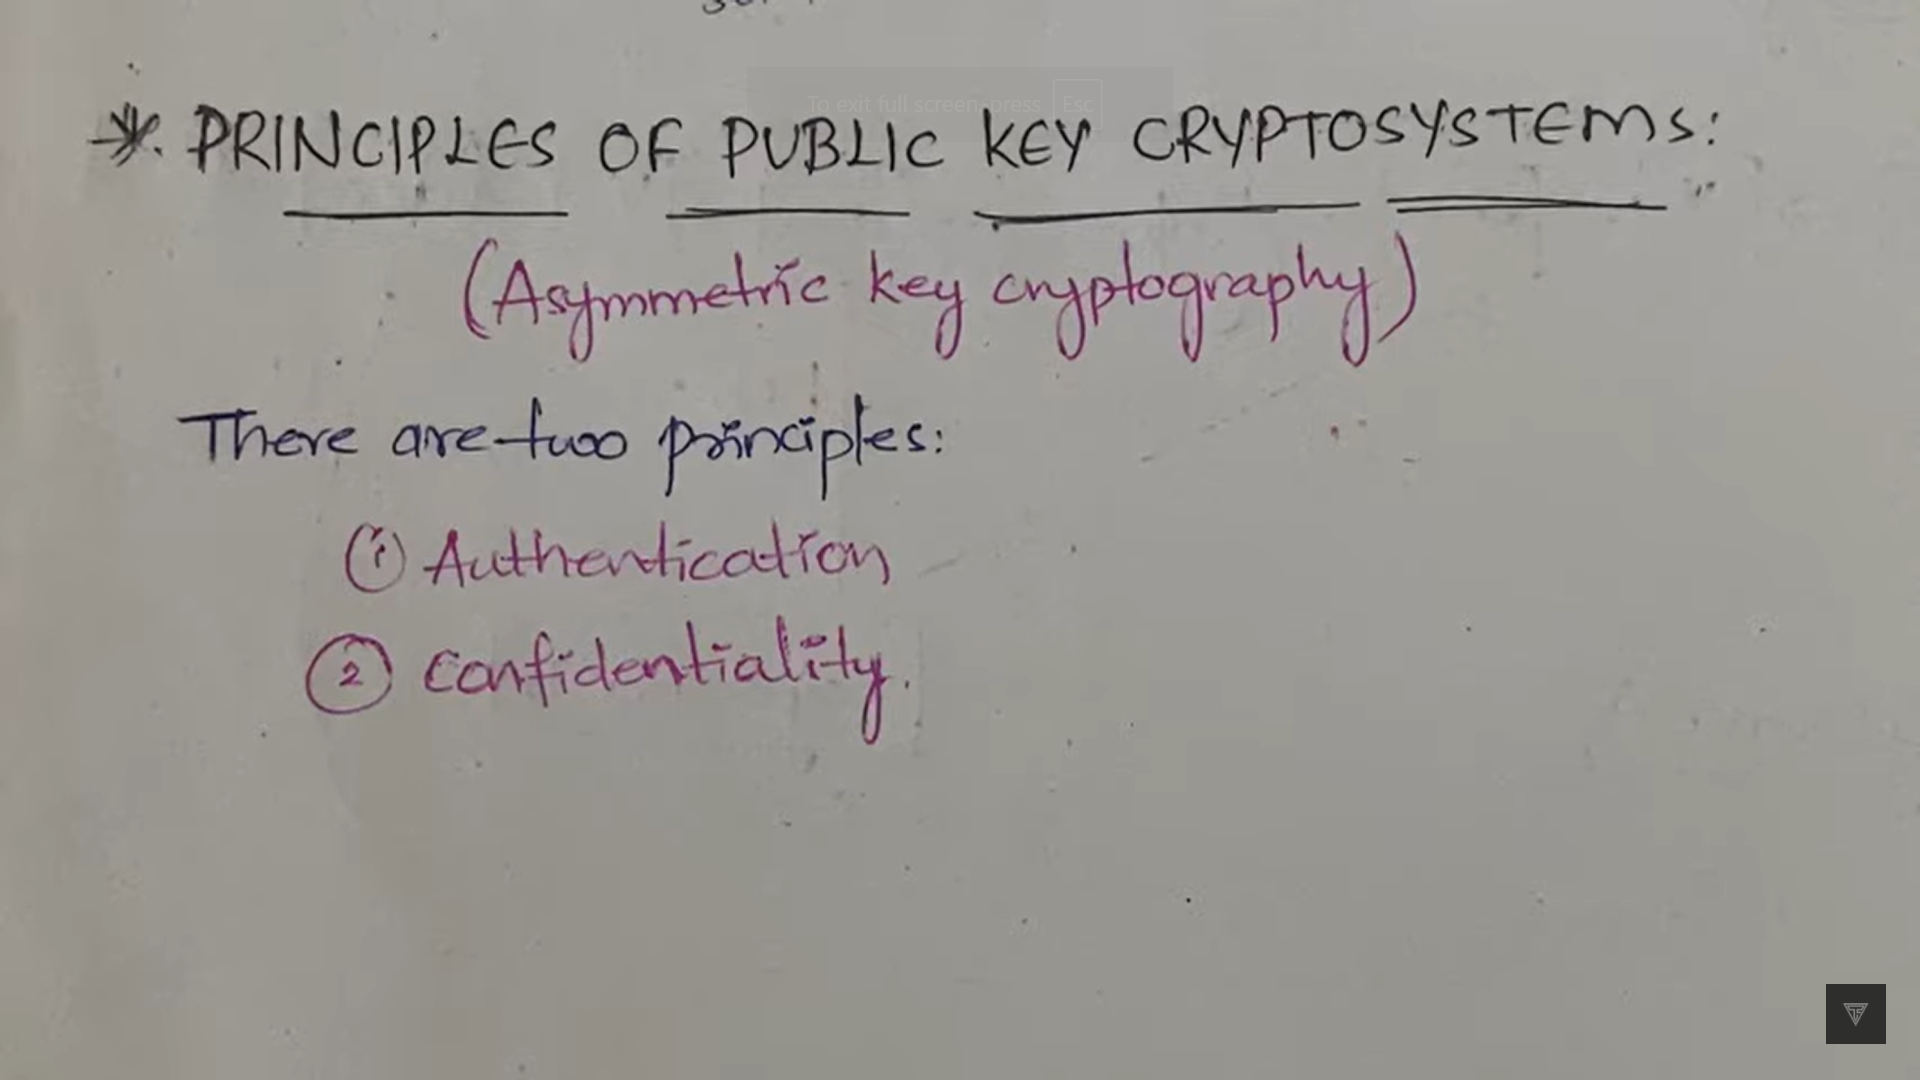 To exit full screen, press Esc
* PRINCIPLES OF PUBLIC KEY CRYPTOSYSTEMS:
(Asymmetric key cryptography)
There are two principles:
① Authentication
② Confidentiality.